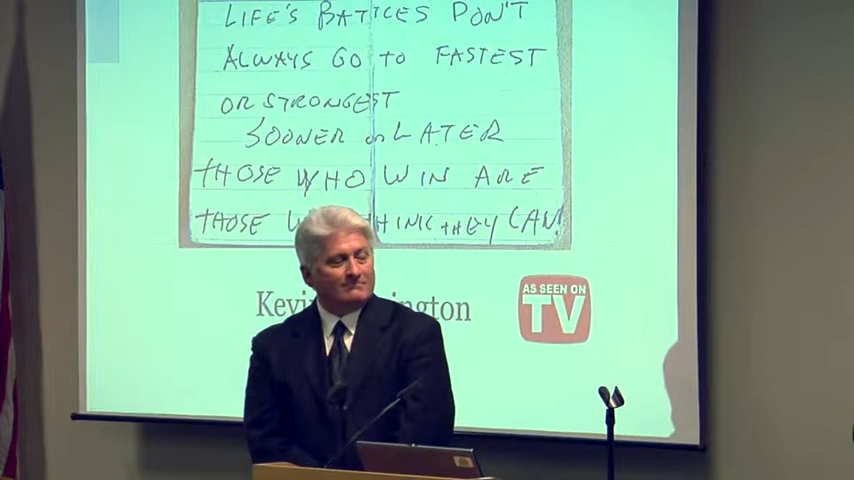 LIFE'S BATTLES DON'T
ALWAYS GO TO FASTEST
OR STRONGEST
SOONER OR LATER
THOSE WHO WIN ARE
THOSE THINK THEY CAN!
AS SEEN ON
TV